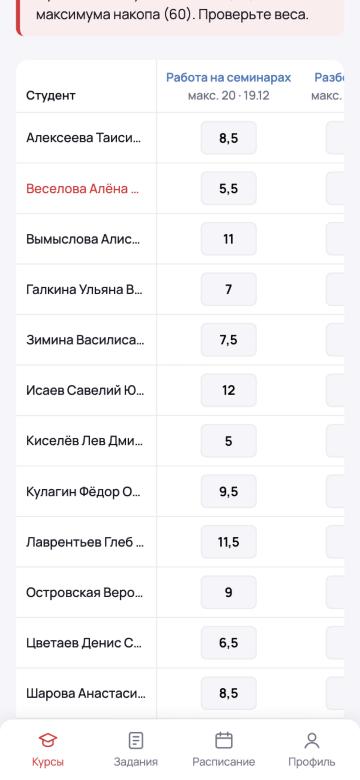 максимума накопа (60). Проверьте веса.
Работа на семинарах
Студент
макс. 20 · 19.12
макс.
Алексеева Таиси…
8,5
Веселова Алёна …
5,5
Вымыслова Алис…
11
Галкина Ульяна В…
7
Зимина Василиса…
7,5
Исаев Савелий Ю…
12
Киселёв Лев Дми…
5
Кулагин Фёдор О…
9,5
Лаврентьев Глеб …
11,5
Островская Веро…
9
Цветаев Денис С…
6,5
Шарова Анастаси…
8,5
Курсы
Задания
Расписание
Профиль